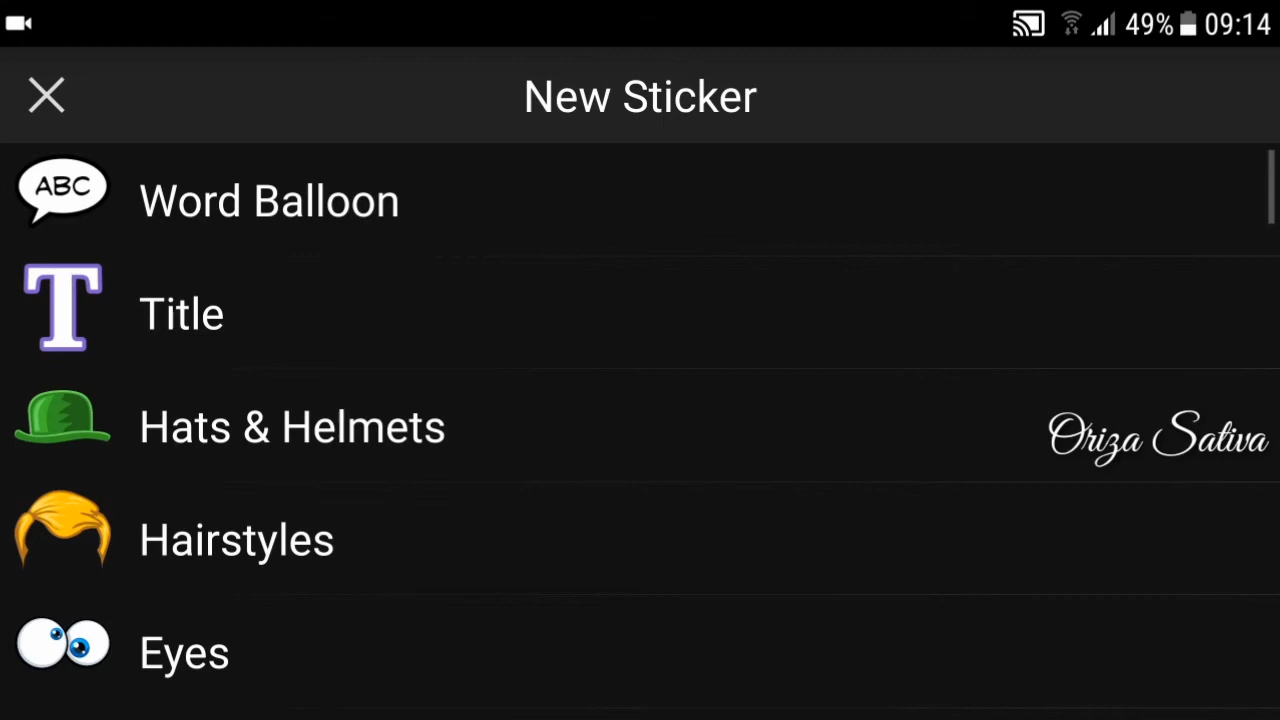 49% 09:14
New Sticker
ABC
Word Balloon
T
Title
Hats & Helmets
Oriza Sativa
Hairstyles
Eyes